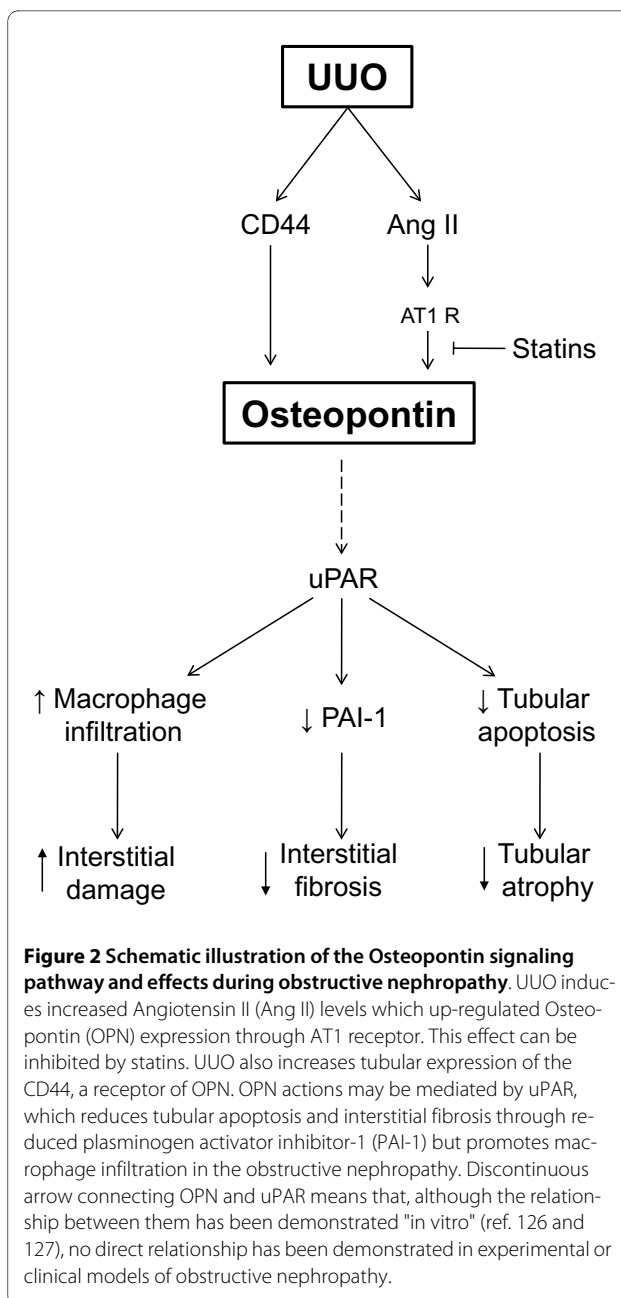 UUO
CD44 Ang II
AT1 R
Statins
Osteopontin
uPAR
↑ Macrophage
infiltration
↓ PAI-1
↓ Tubular
apoptosis
↑ Interstitial
damage
↓ Interstitial
fibrosis
↓ Tubular
atrophy
Figure 2 Schematic illustration of the Osteopontin signaling
pathway and effects during obstructive nephropathy. UUO induc-
es increased Angiotensin II (Ang II) levels which up-regulated Osteo-
pontin (OPN) expression through AT1 receptor. This effect can be
inhibited by statins. UUO also increases tubular expression of the
CD44, a receptor of OPN. OPN actions may be mediated by uPAR,
which reduces tubular apoptosis and interstitial fibrosis through re-
duced plasminogen activator inhibitor-1 (PAI-1) but promotes mac-
rophage infiltration in the obstructive nephropathy. Discontinuous
arrow connecting OPN and uPAR means that, although the relation-
ship between them has been demonstrated "in vitro" (ref. 126 and
127), no direct relationship has been demonstrated in experimental or
clinical models of obstructive nephropathy.